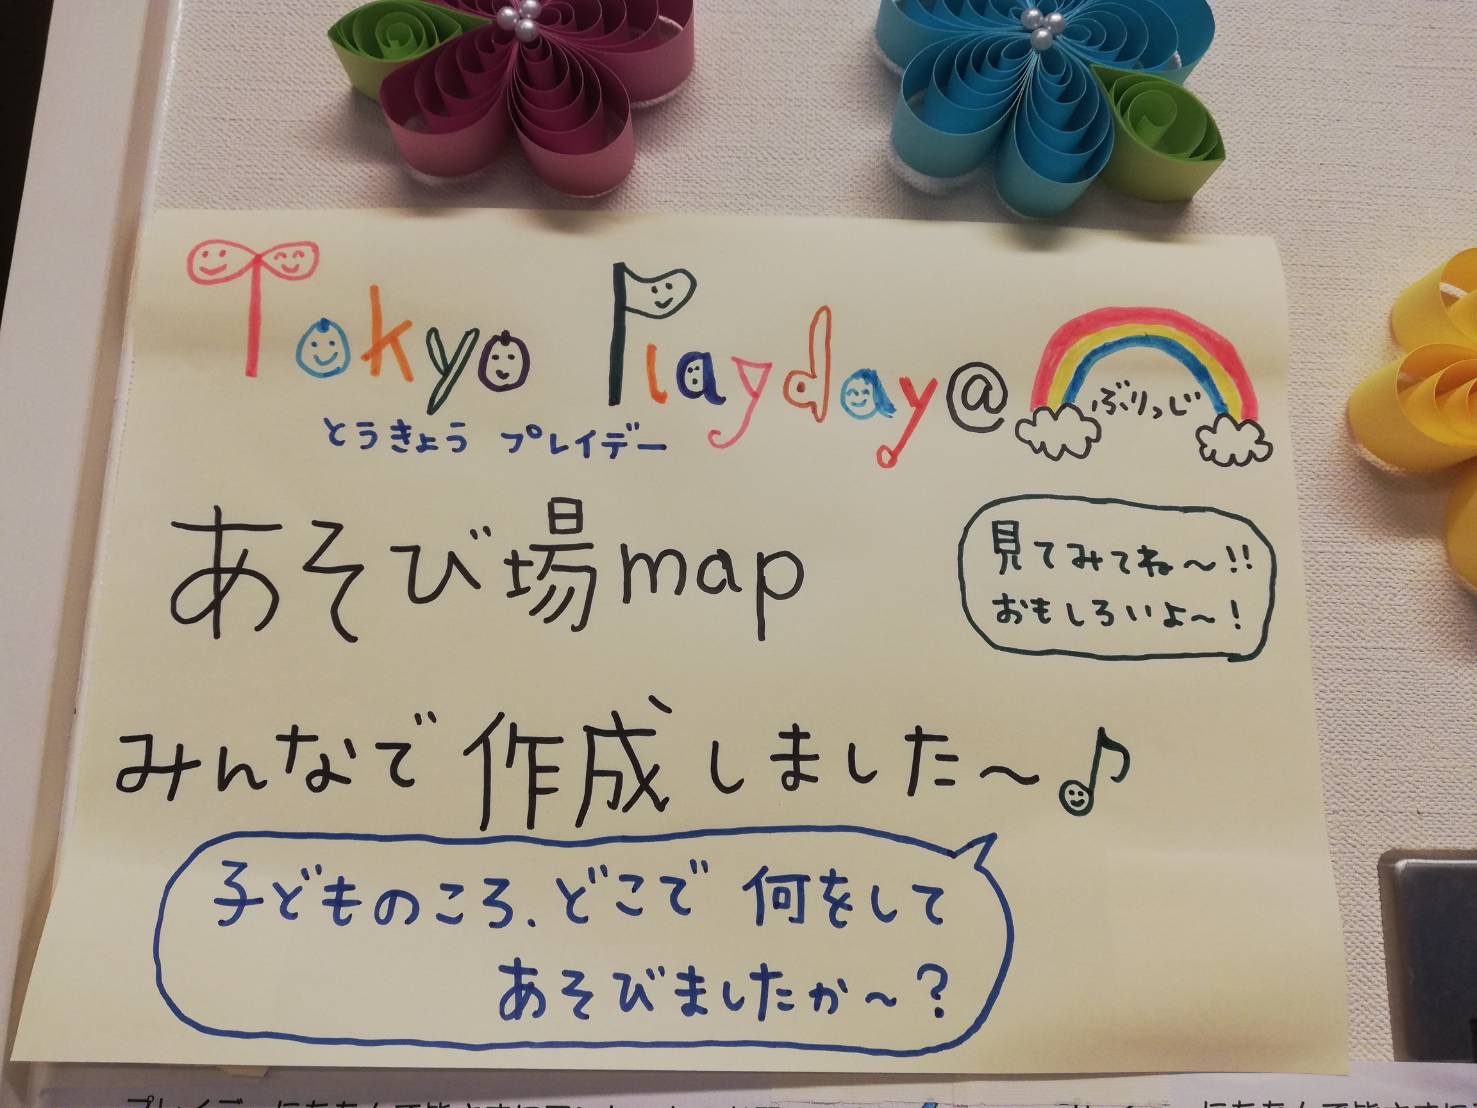 Tokyo Playday@ぶりっじ
とうきょう プレイデー
あそび場map
見てみてね～!!
おもしろいよ～!
みんなで作成しました～♪
子どものころ、どこで 何をして
あそびましたか～?